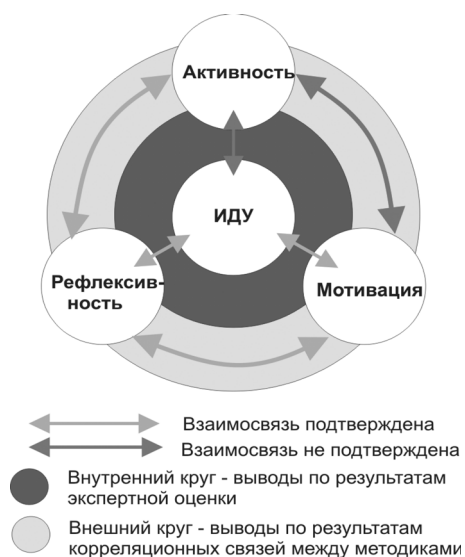 Активность
ИДУ
Рефлексив-
ность
Мотивация
Взаимосвязь подтверждена
Взаимосвязь не подтверждена
Внутренний круг - выводы по результатам
экспертной оценки
Внешний круг - выводы по результатам
корреляционных связей между методиками